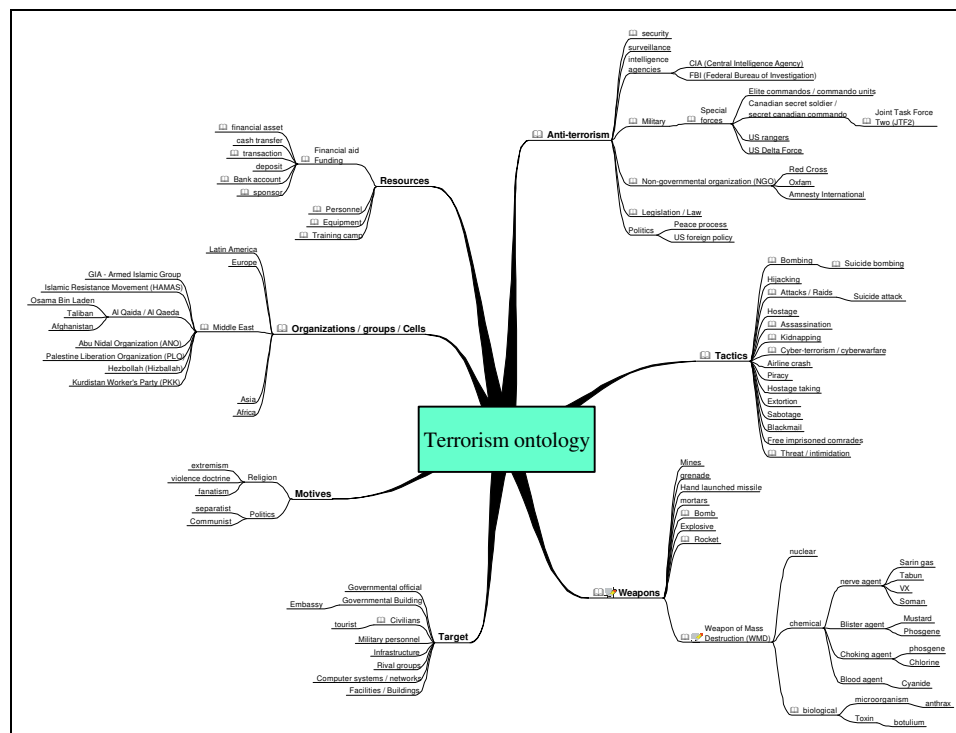 Terrorism ontology
Anti-terrorism
security
surveillance
intelligence
agencies
CIA (Central Intelligence Agency)
FBI (Federal Bureau of Investigation)
Military
Special
forces
Elite commandos / commando units
Canadian secret soldier /
secret canadian commando
Joint Task Force
Two (JTF2)
US rangers
US Delta Force
Non-governmental organization (NGO)
Red Cross
Oxfam
Amnesty International
Legislation / Law
Politics
Peace process
US foreign policy
Tactics
Bombing
Suicide bombing
Hijacking
Attacks / Raids
Suicide attack
Hostage
Assassination
Kidnapping
Cyber-terrorism / cyberwarfare
Airline crash
Piracy
Hostage taking
Extortion
Sabotage
Blackmail
Free imprisoned comrades
Threat / intimidation
Weapons
Mines
grenade
Hand launched missile
mortars
Bomb
Explosive
Rocket
Weapon of Mass
Destruction (WMD)
nuclear
chemical
nerve agent
Sarin gas
Tabun
VX
Soman
Blister agent
Mustard
Phosgene
Choking agent
phosgene
Chlorine
Blood agent
Cyanide
biological
microorganism
anthrax
Toxin
botulium
Resources
Financial aid
Funding
financial asset
cash transfer
transaction
deposit
Bank account
sponsor
Personnel
Equipment
Training camp
Organizations / groups / Cells
Latin America
Europe
Middle East
GIA - Armed Islamic Group
Islamic Resistance Movement (HAMAS)
Al Qaida / Al Qaeda
Osama Bin Laden
Taliban
Afghanistan
Abu Nidal Organization (ANO)
Palestine Liberation Organization (PLO)
Hezbollah (Hizballah)
Kurdistan Worker's Party (PKK)
Asia
Africa
Motives
Religion
extremism
violence doctrine
fanatism
Politics
separatist
Communist
Target
Governmental official
Governmental Building
Embassy
Civilians
tourist
Military personnel
Infrastructure
Rival groups
Computer systems / networks
Facilities / Buildings